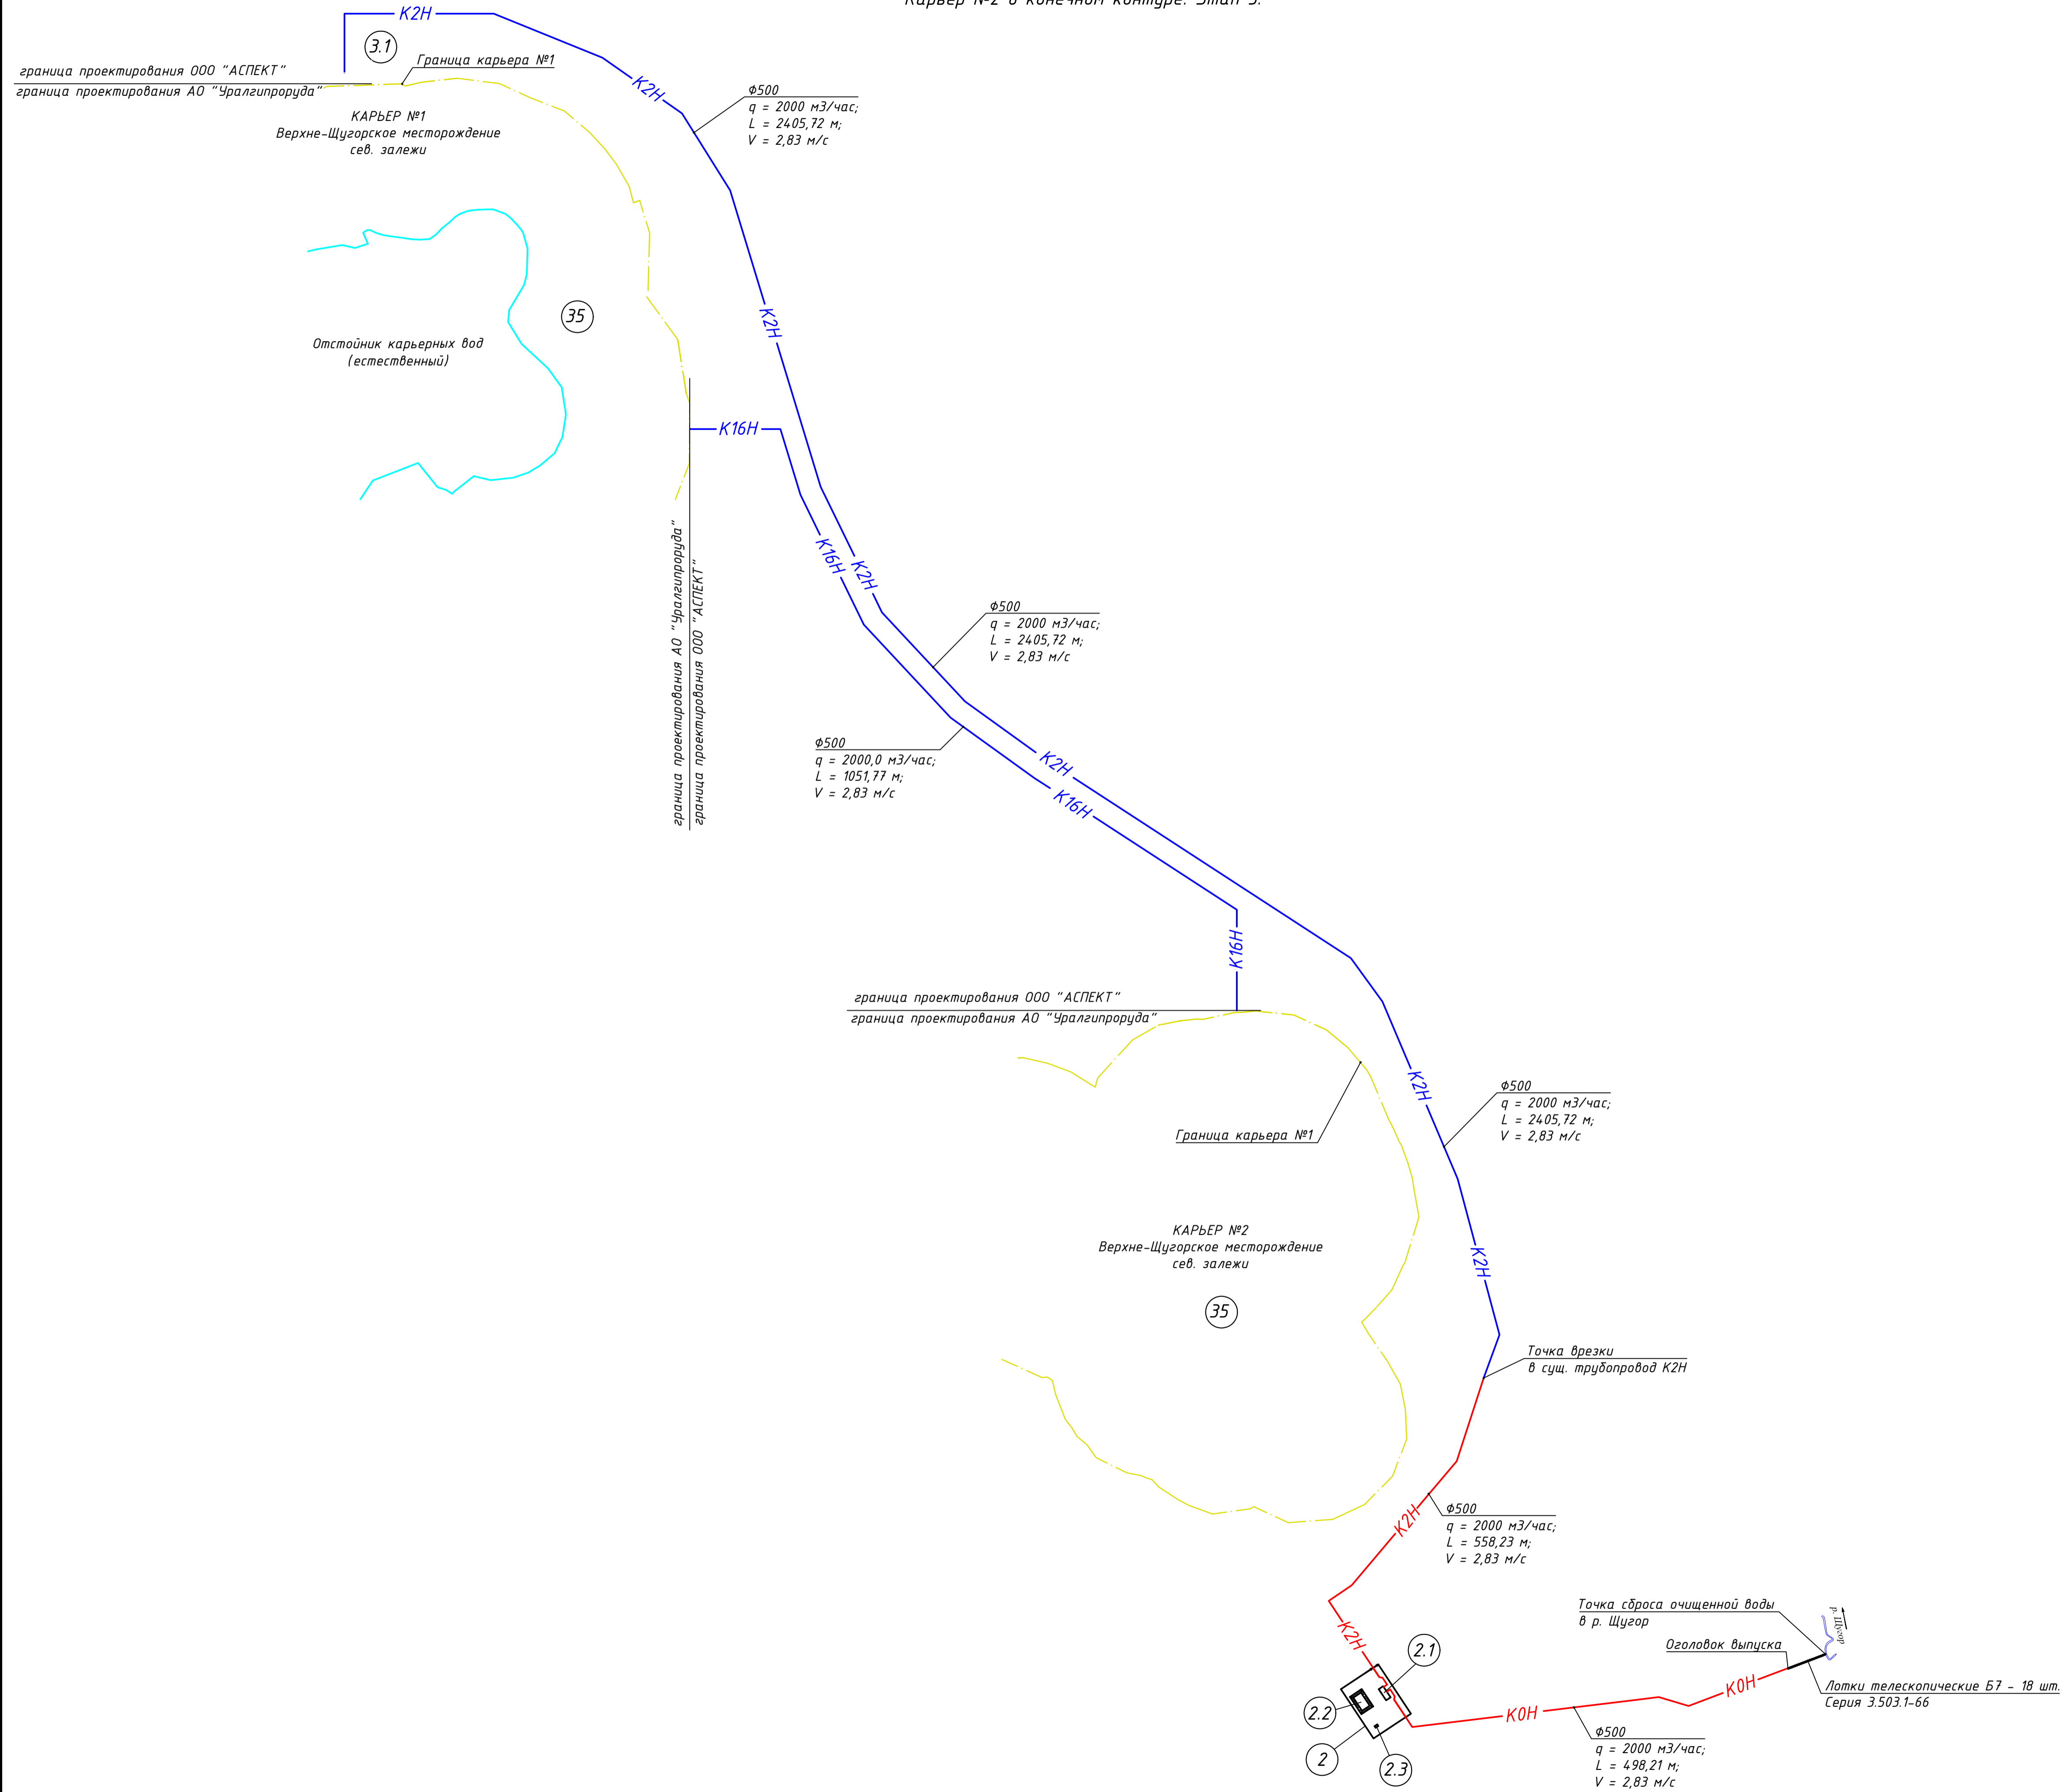 Карьер №2 в конечном контуре. Этап 3.
К2Н
3.1
Граница карьера №1
граница проектирования ООО "АСПЕКТ"
граница проектирования АО "Уралгипроруда"
КАРЬЕР №1
Верхне-Щугорское месторождение
сев. залежи
К2Н
ф500
q = 2000 м3/час;
L = 2405,72 м;
V = 2,83 м/с
К2Н
35
Отстойник карьерных вод
(естественный)
К16Н
К16Н
К2Н
граница проектирования АО "Уралгипроруда"
граница проектирования ООО "АСПЕКТ"
ф500
q = 2000 м3/час;
L = 2405,72 м;
V = 2,83 м/с
ф500
q = 2000,0 м3/час;
L = 1051,77 м;
V = 2,83 м/с
К2Н
К16Н
К16Н
граница проектирования ООО "АСПЕКТ"
граница проектирования АО "Уралгипроруда"
К2Н
ф500
q = 2000 м3/час;
L = 2405,72 м;
V = 2,83 м/с
Граница карьера №1
КАРЬЕР №2
Верхне-Щугорское месторождение
сев. залежи
35
К2Н
Точка врезки
в сущ. трубопровод К2Н
К2Н
ф500
q = 2000 м3/час;
L = 558,23 м;
V = 2,83 м/с
К2Н
Точка сброса очищенной воды
в р. Щугор
р. Щугор
Оголовок выпуска
2.1
2.2
2
2.3
К0Н
К0Н
Лотки телескопические Б7 - 18 шт.
Серия 3.503.1-66
ф500
q = 2000 м3/час;
L = 498,21 м;
V = 2,83 м/с